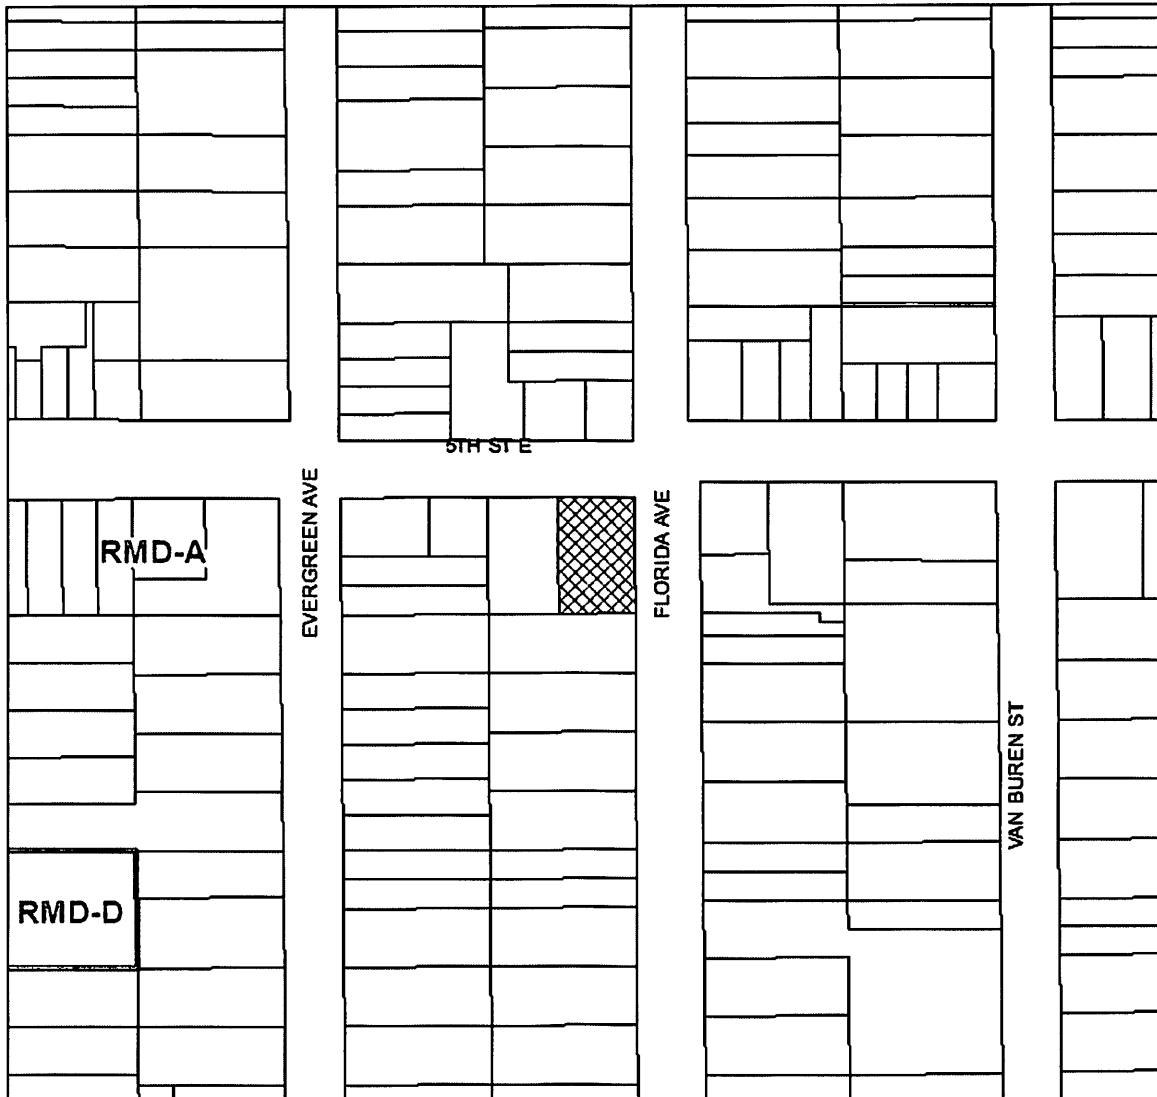 5TH ST E
EVERGREEN AVE
FLORIDA AVE
RMD-A
VAN BUREN ST
RMD-D